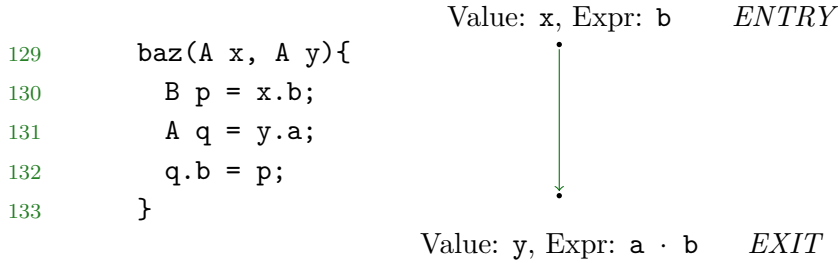 Value: x, Expr: b ENTRY
129 baz(A x, A y){
130 B p = x.b;
131 A q = y.a;
132 q.b = p;
133 }
Value: y, Expr: a · b EXIT